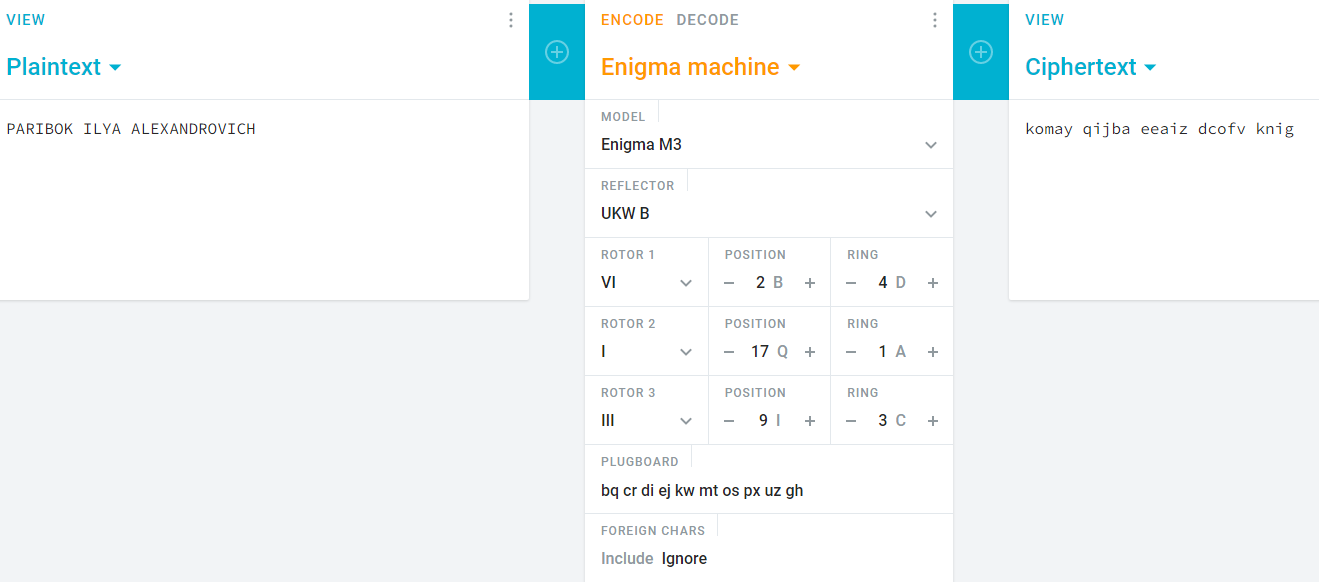 VIEW
Plaintext
PARIBOK ILYA ALEXANDROVICH
ENCODE DECODE
Enigma machine
MODEL
Enigma M3
REFLECTOR
UKW B
ROTOR 1 POSITION RING
VI − 2 B + − 4 D +
ROTOR 2 POSITION RING
I − 17 Q + − 1 A +
ROTOR 3 POSITION RING
III − 9 I + − 3 C +
PLUGBOARD
bq cr di ej kw mt os px uz gh
FOREIGN CHARS
Include Ignore
VIEW
Ciphertext
komay qijba eeaiz dcofv knig